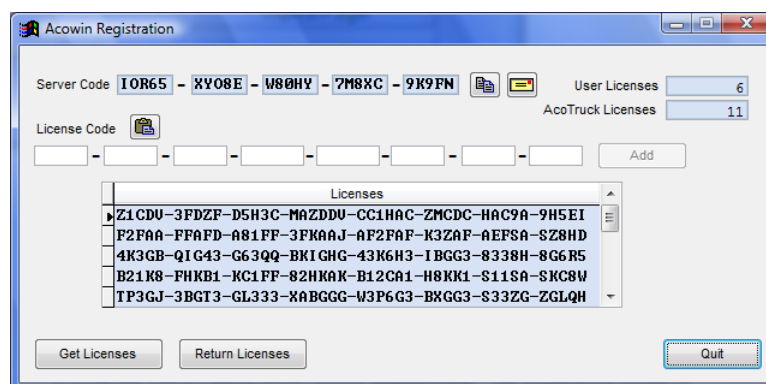 Acowin Registration
Server Code IOR65 - XYO8E - W80HY - 7M8XC - 9K9FN User Licenses 6
AcoTruck Licenses 11
License Code
- - - - - - - Add
Licenses
Z1CDV-3FDZF-D5H3C-MAZDDV-CC1HAC-ZMCDC-HAC9A-9H5EI
F2FAA-FFAFD-A81FF-3FKAAJ-AF2FAF-K3ZAF-AEFSA-SZ8HD
4K3GB-QIG43-G63QQ-BKIGHG-43K6H3-IBGG3-8338H-8G6R5
B21K8-FHKB1-KC1FF-82HKAK-B12CA1-H8KK1-S11SA-SKC8W
TP3GJ-3BGT3-GL333-XABGGG-W3P6G3-BXGG3-S33ZG-ZGLQH
Get Licenses Return Licenses Quit